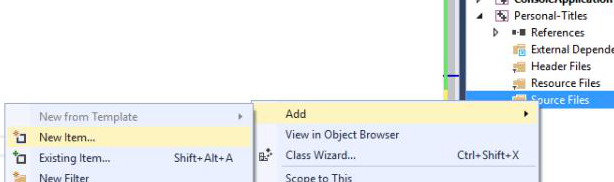 ConsoleApplication
Personal-Titles
References
External Depende
Header Files
Resource Files
Source Files
Add
View in Object Browser
Class Wizard... Ctrl+Shift+X
Scope to This
New from Template
New Item...
Existing Item... Shift+Alt+A
New Filter